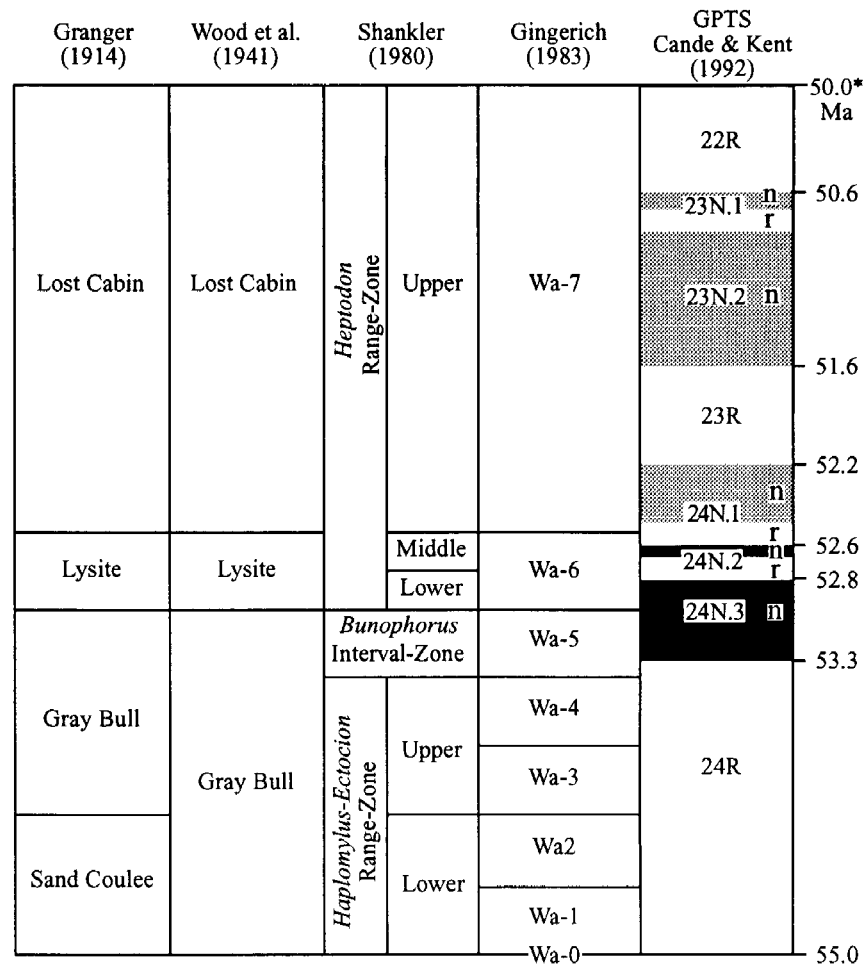 Granger
(1914)
Wood et al.
(1941)
Shankler
(1980)
Gingerich
(1983)
GPTS
Cande & Kent
(1992)
Lost Cabin
Lysite
Gray Bull
Sand Coulee
Lost Cabin
Lysite
Gray Bull
Heptodon
Range-Zone
Upper
Middle
Lower
Bunophorus
Interval-Zone
Haplomylus-Ectocion
Range-Zone
Upper
Lower
Wa-7
Wa-6
Wa-5
Wa-4
Wa-3
Wa2
Wa-1
Wa-0
22R
23N.1
n
r
23N.2
n
23R
n
24N.1
r
n
24N.2
r
24N.3
n
24R
50.0*
Ma
50.6
51.6
52.2
52.6
52.8
53.3
55.0